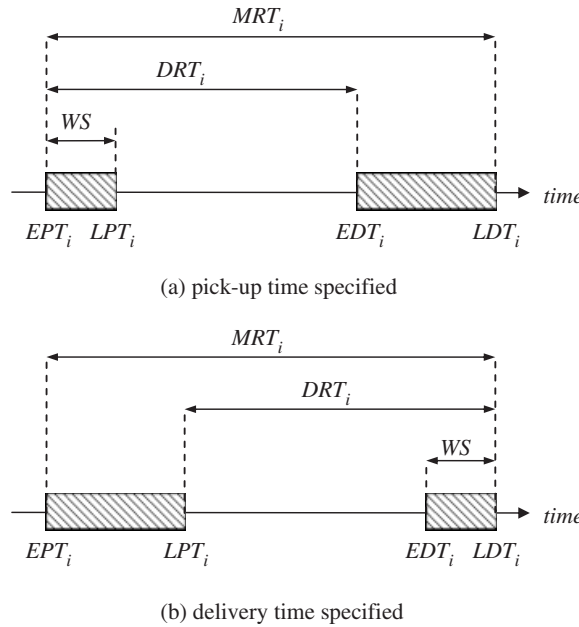 MRT_i
DRT_i
WS
time
EPT_i LPT_i EDT_i LDT_i
(a) pick-up time specified
MRT_i
DRT_i
WS
time
EPT_i LPT_i EDT_i LDT_i
(b) delivery time specified